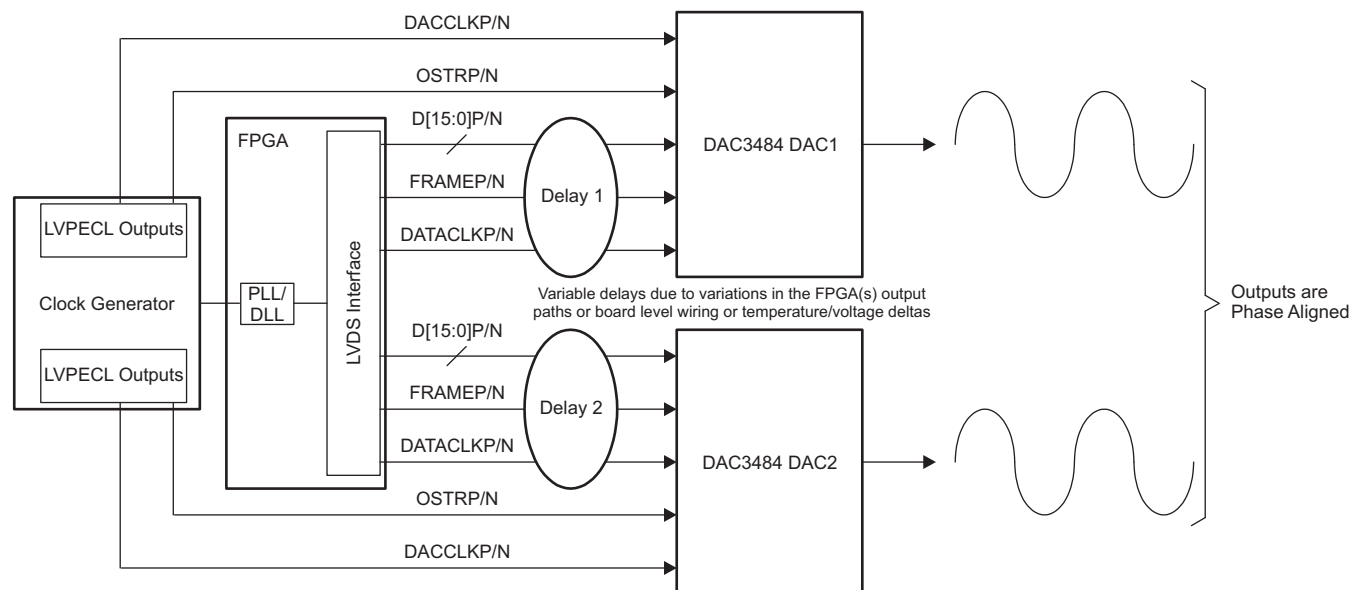 DACCLKP/N
OSTRP/N
D[15:0]P/N
FPGA
DAC3484 DAC1
FRAMEP/N
Delay 1
LVPECL Outputs
DATACLKP/N
Clock Generator
PLL/
DLL
LVDS Interface
Variable delays due to variations in the FPGA(s) output
paths or board level wiring or temperature/voltage deltas
Outputs are
Phase Aligned
D[15:0]P/N
LVPECL Outputs
FRAMEP/N
Delay 2
DATACLKP/N
DAC3484 DAC2
OSTRP/N
DACCLKP/N